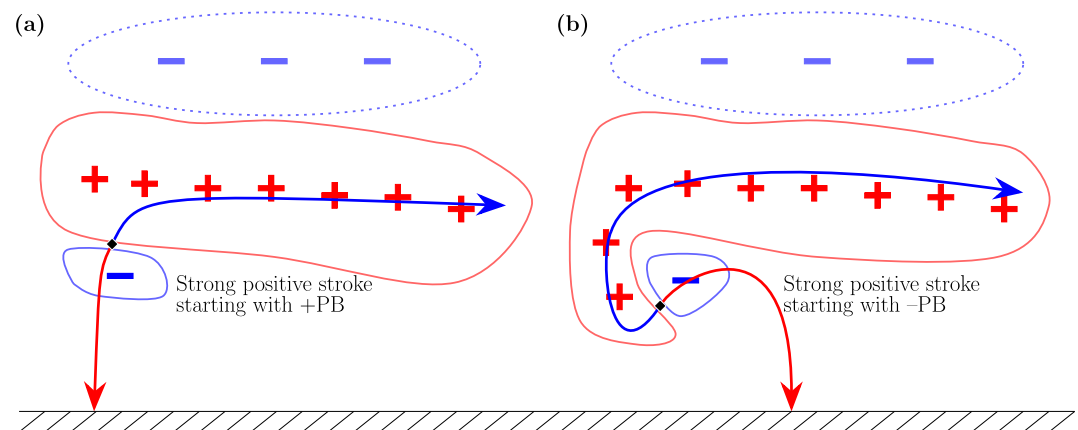 (a)
(b)
Strong positive stroke
starting with +PB
Strong positive stroke
starting with –PB